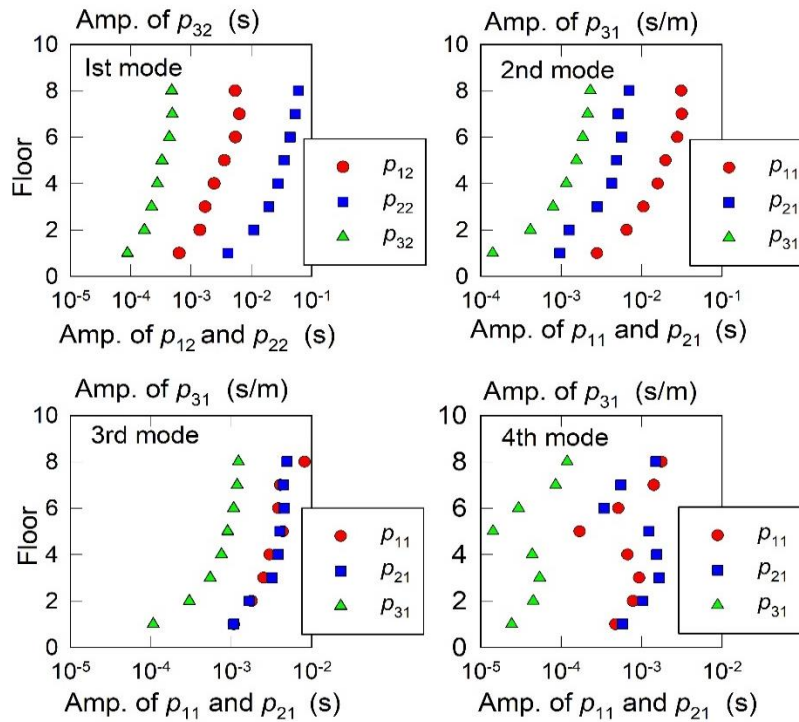 Amp. of p32 (s)
Amp. of p31 (s/m)
10
8
6
4
2
0
Floor
Ist mode
p12
p22
p32
10^-5 10^-3 10^-2 10^-1
Amp. of p12 and p22 (s)
10
8
6
4
2
0
2nd mode
p11
p21
p31
10^-4 10^-3 10^-2 10^-1
Amp. of p11 and p21 (s)
Amp. of p31 (s/m)
Amp. of p31 (s/m)
10
8
6
4
2
0
Floor
3rd mode
p11
p21
p31
10^-5 10^-4 10^-3 10^-2
Amp. of p11 and p21 (s)
10
8
6
4
2
0
4th mode
p11
p21
p31
10^-5 10^-4 10^-3 10^-2
Amp. of p11 and p21 (s)